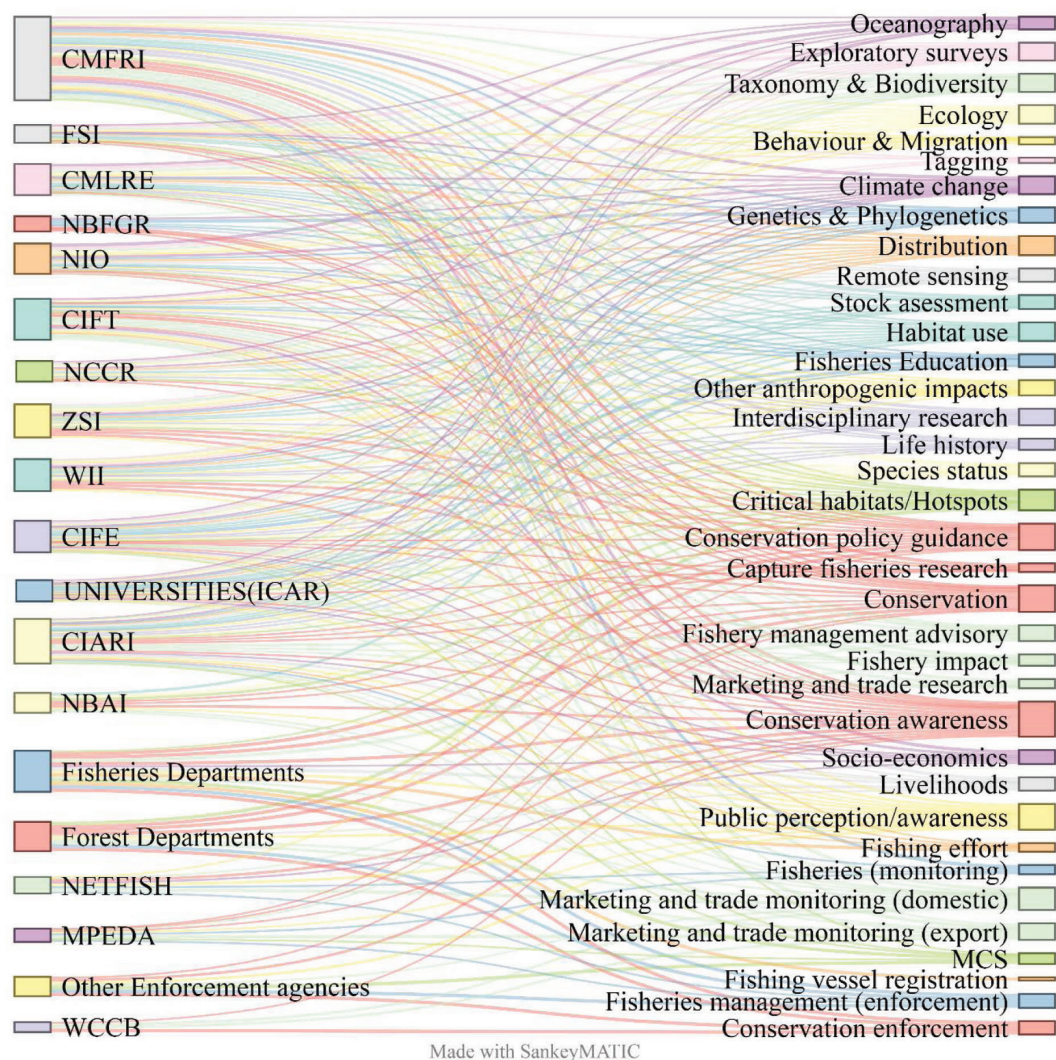 CMFRI
FSI
CMLRE
NBFGR
NIO
CIFT
NCCR
ZSI
WII
CIFE
UNIVERSITIES(ICAR)
CIARI
NBAI
Fisheries Departments
Forest Departments
NETFISH
MPEDA
Other Enforcement agencies
WCCB
Oceanography
Exploratory surveys
Taxonomy & Biodiversity
Ecology
Behaviour & Migration
Tagging
Climate change
Genetics & Phylogenetics
Distribution
Remote sensing
Stock asessment
Habitat use
Fisheries Education
Other anthropogenic impacts
Interdisciplinary research
Life history
Species status
Critical habitats/Hotspots
Conservation policy guidance
Capture fisheries research
Conservation
Fishery management advisory
Fishery impact
Marketing and trade research
Conservation awareness
Socio-economics
Livelihoods
Public perception/awareness
Fishing effort
Fisheries (monitoring)
Marketing and trade monitoring (domestic)
Marketing and trade monitoring (export)
MCS
Fishing vessel registration
Fisheries management (enforcement)
Conservation enforcement
Made with SankeyMATIC